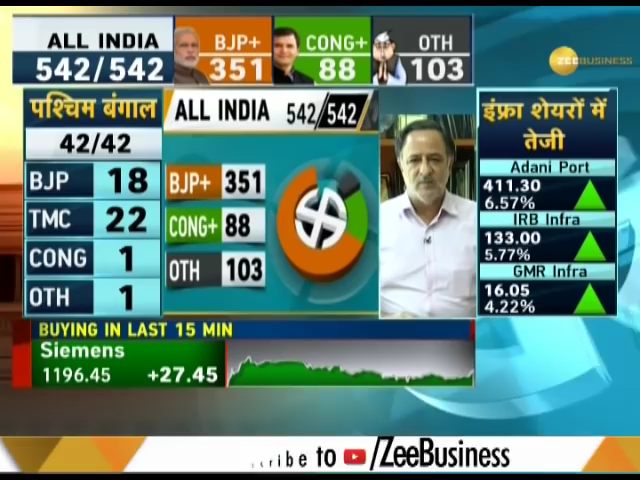 ALL INDIA
542/542
BJP+
351
CONG+
88
OTH
103
ZEEBUSINESS
पश्चिम बंगाल
42/42
BJP 18
TMC 22
CONG 1
OTH 1
ALL INDIA 542/542
BJP+ 351
CONG+ 88
OTH 103
इंफ्रा शेयरों में
तेजी
Adani Port
411.30
6.57%
IRB Infra
133.00
5.77%
GMR Infra
16.05
4.22%
BUYING IN LAST 15 MIN
Siemens
1196.45 +27.45
cribe to /ZeeBusiness